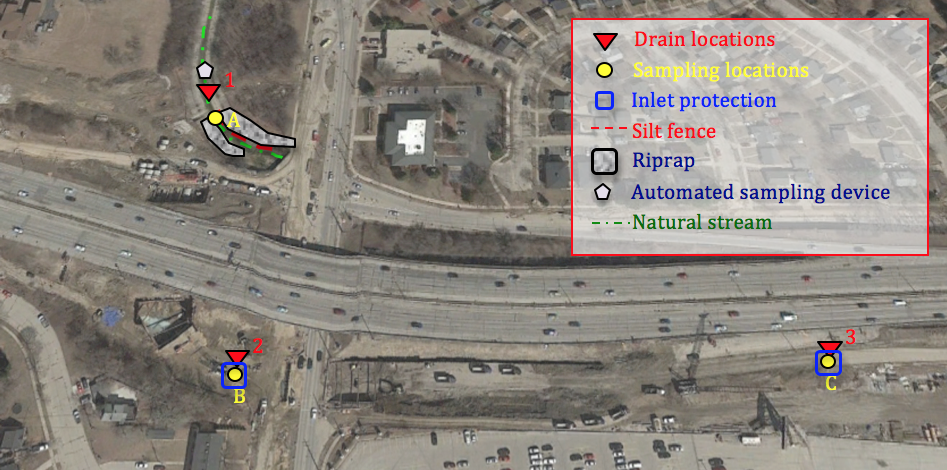 Drain locations
1
Sampling locations
Inlet protection
A
Silt fence
Riprap
Automated sampling device
Natural stream
3
2
C
B